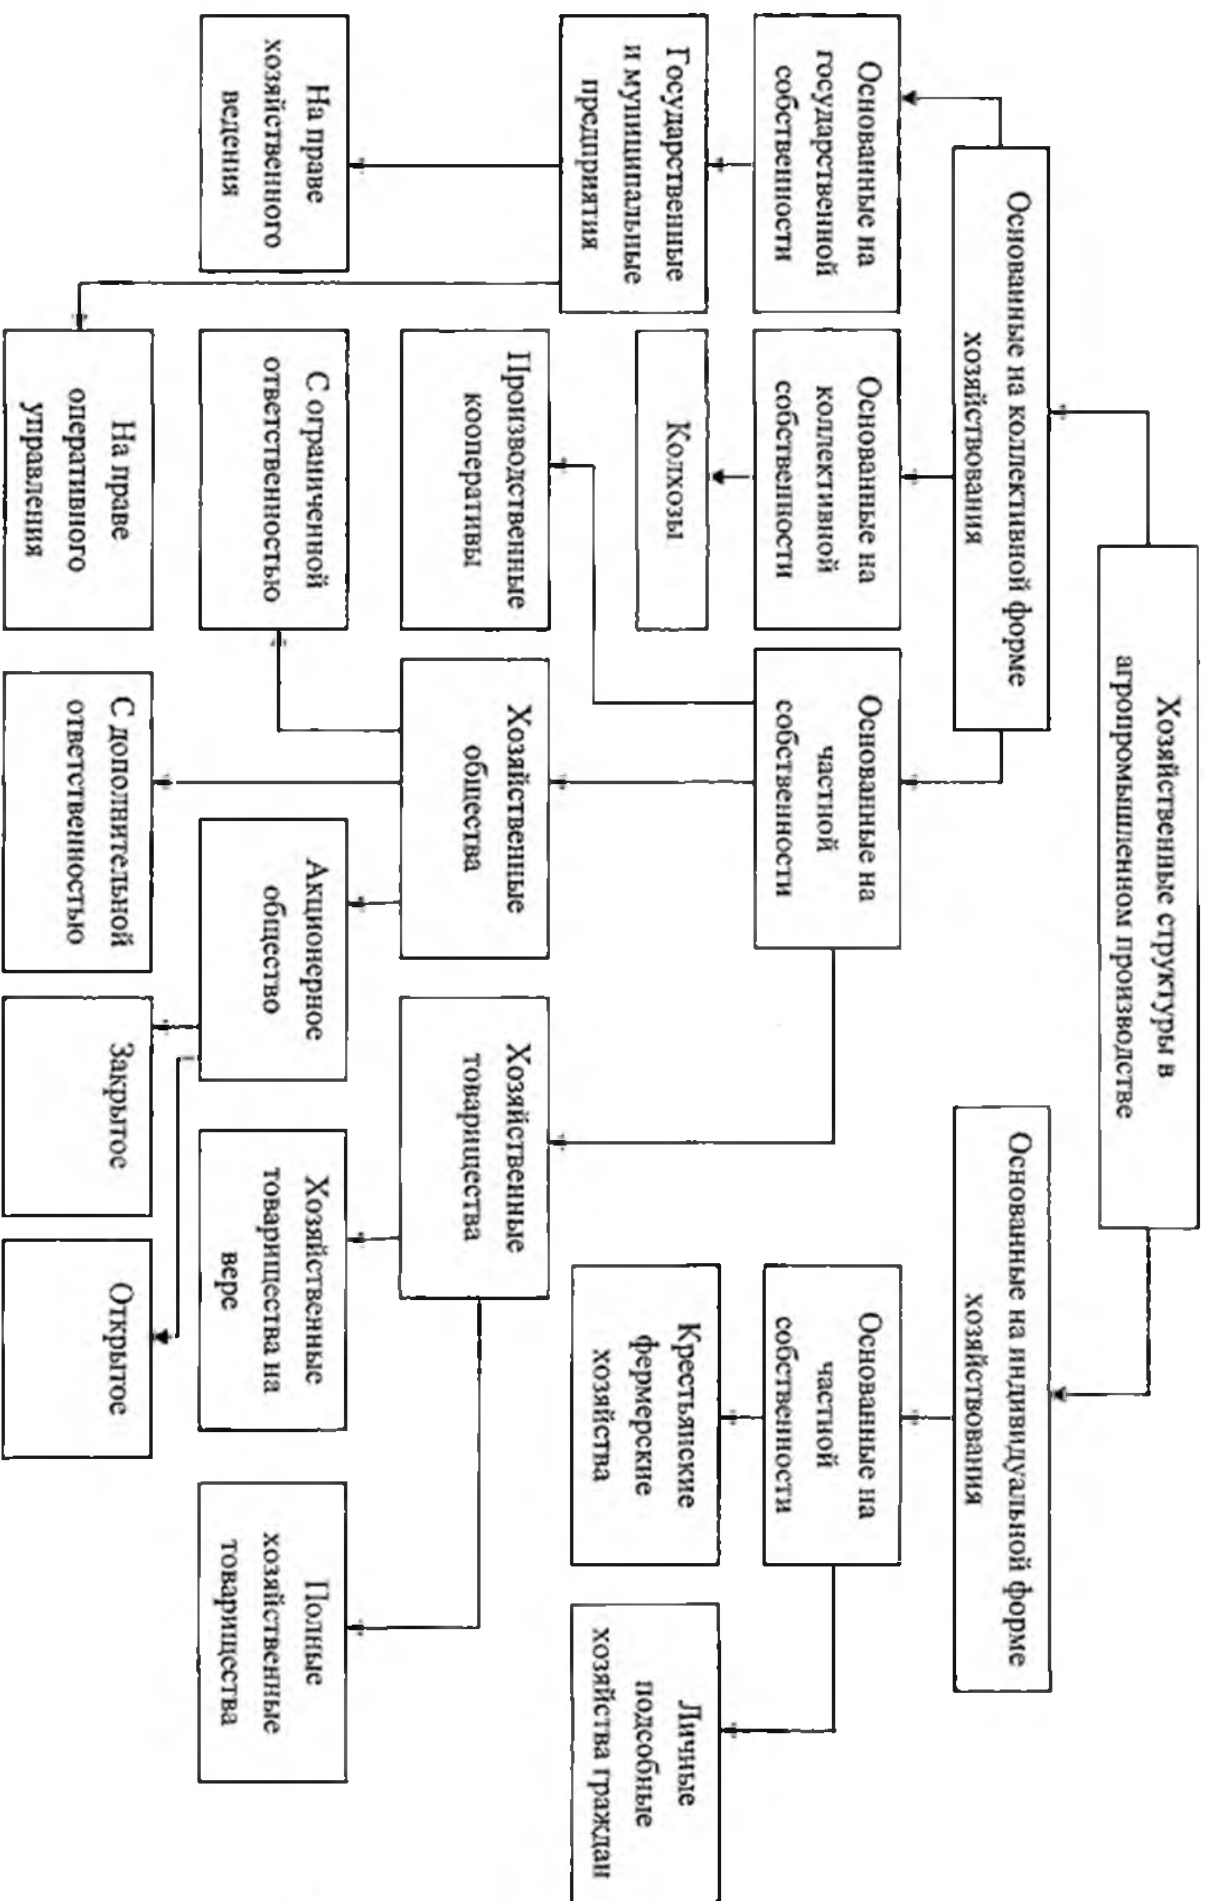 Хозяйственные структуры в
агропромышленном производстве
Основанные на коллективной форме
хозяйствования
Основанные на индивидуальной форме
хозяйствования
Основанные на
государственной
собственности
Основанные на
коллективной
собственности
Основанные на
частной
собственности
Основанные на
частной
собственности
Государственные
и муниципальные
предприятия
Колхозы
Крестьянские
фермерские
хозяйства
Личные
подсобные
хозяйства граждан
Производственные
кооперативы
Хозяйственные
общества
Хозяйственные
товарищества
На праве
хозяйственного
ведения
С ограниченной
ответственностью
Акционерное
общество
Хозяйственные
товарищества на
вере
Полные
хозяйственные
товарищества
На праве
оперативного
управления
С дополнительной
ответственностью
Закрытое
Открытое